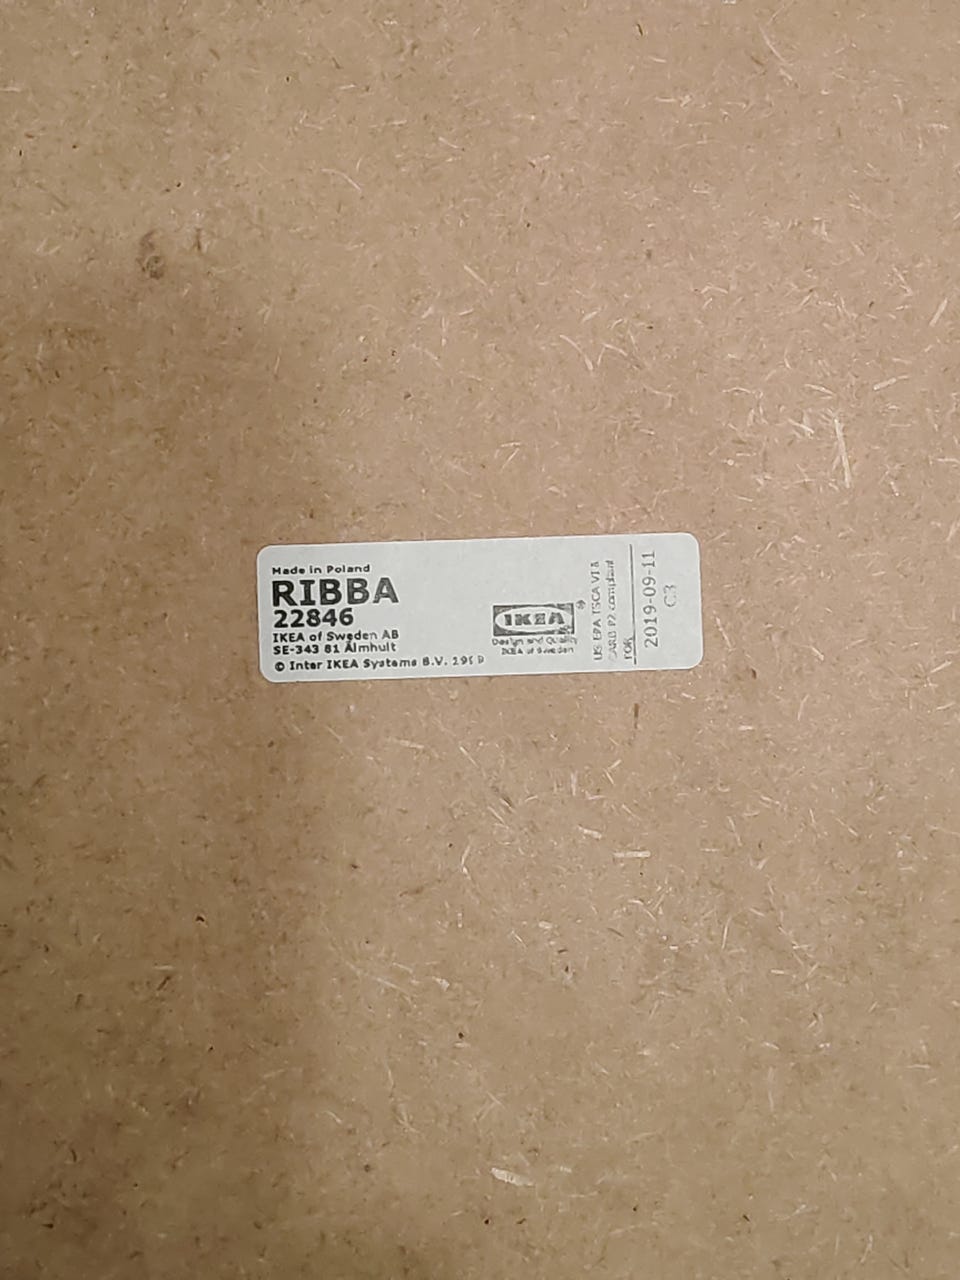 Made in Poland
RIBBA
22846
IKEA of Sweden AB
SE-343 81 Älmhult
© Inter IKEA Systems B.V.
IKEA
®
Design and Quality
IKEA of Sweden
US EPA TSCA VI &
CARB P2 compliant
FOR
2019-09-11
C3